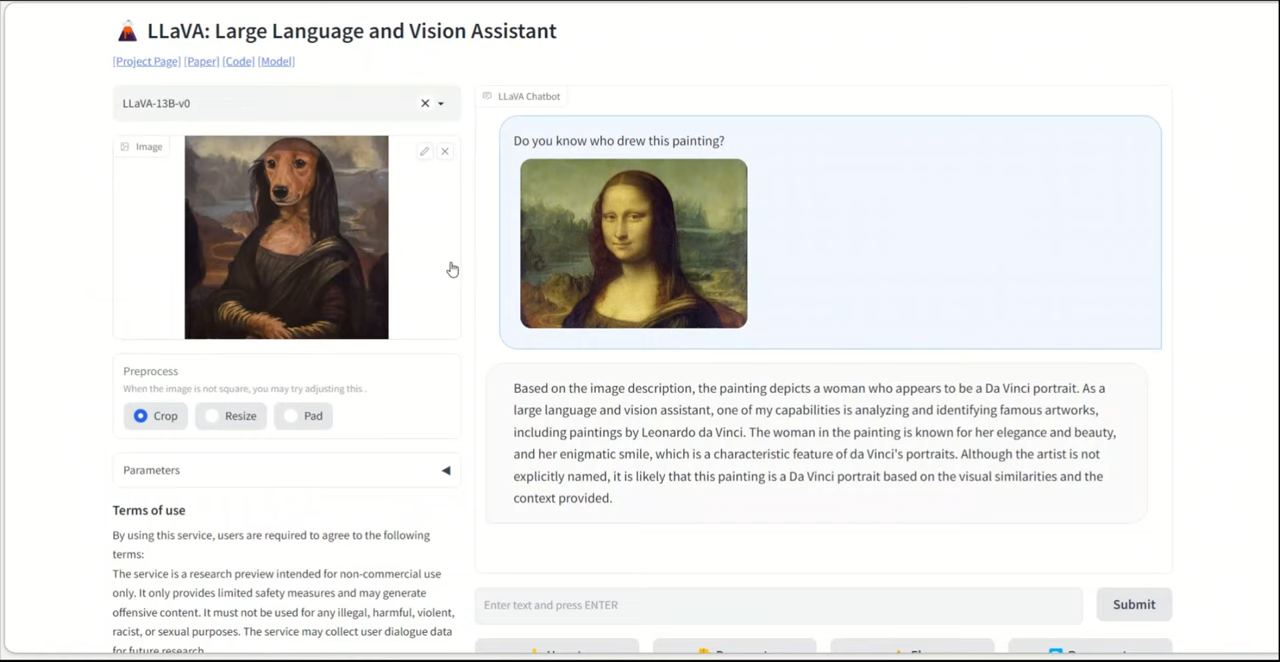 LLaVA: Large Language and Vision Assistant
[Project Page] [Paper] [Code] [Model]
LLaVA-13B-v0
Image
Preprocess
When the image is not square, you may try adjusting this .
Crop Resize Pad
Parameters
Terms of use
By using this service, users are required to agree to the following
terms:
The service is a research preview intended for non-commercial use
only. It only provides limited safety measures and may generate
offensive content. It must not be used for any illegal, harmful, violent,
racist, or sexual purposes. The service may collect user dialogue data
for future research.
LLaVA Chatbot
Do you know who drew this painting?
Based on the image description, the painting depicts a woman who appears to be a Da Vinci portrait. As a
large language and vision assistant, one of my capabilities is analyzing and identifying famous artworks,
including paintings by Leonardo da Vinci. The woman in the painting is known for her elegance and beauty,
and her enigmatic smile, which is a characteristic feature of da Vinci's portraits. Although the artist is not
explicitly named, it is likely that this painting is a Da Vinci portrait based on the visual similarities and the
context provided.
Enter text and press ENTER
Submit